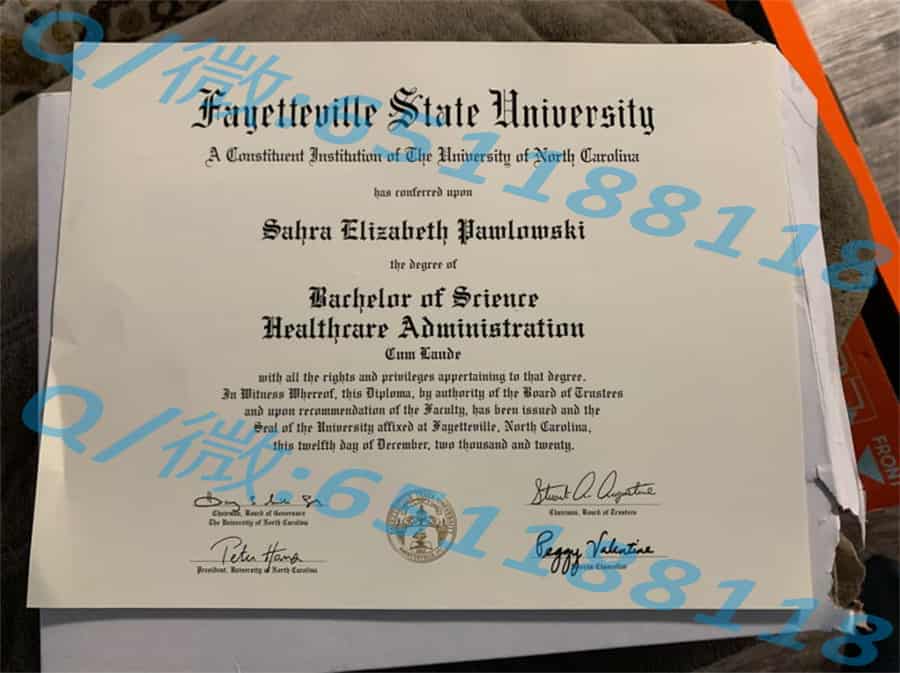 Fayetteville State University
A Constituent Institution of The University of North Carolina
has conferred upon
Sahra Elizabeth Pawlowski
the degree of
Bachelor of Science
Healthcare Administration
Cum Laude
with all the rights and privileges appertaining to that degree.
In Witness Whereof, this Diploma, by authority of the Board of Trustees
and upon recommendation of the Faculty, has been issued and the
Seal of the University affixed at Fayetteville, North Carolina,
this twelfth day of December, two thousand and twenty.
Stuart A. Augustine
Chairman, Board of Governors
The University of North Carolina
Chairman, Board of Trustees
Peter Hans
President, University of North Carolina
Peggy Valentine
Chancellor
FRONT
Q/微:651188118
Q/微:651188118